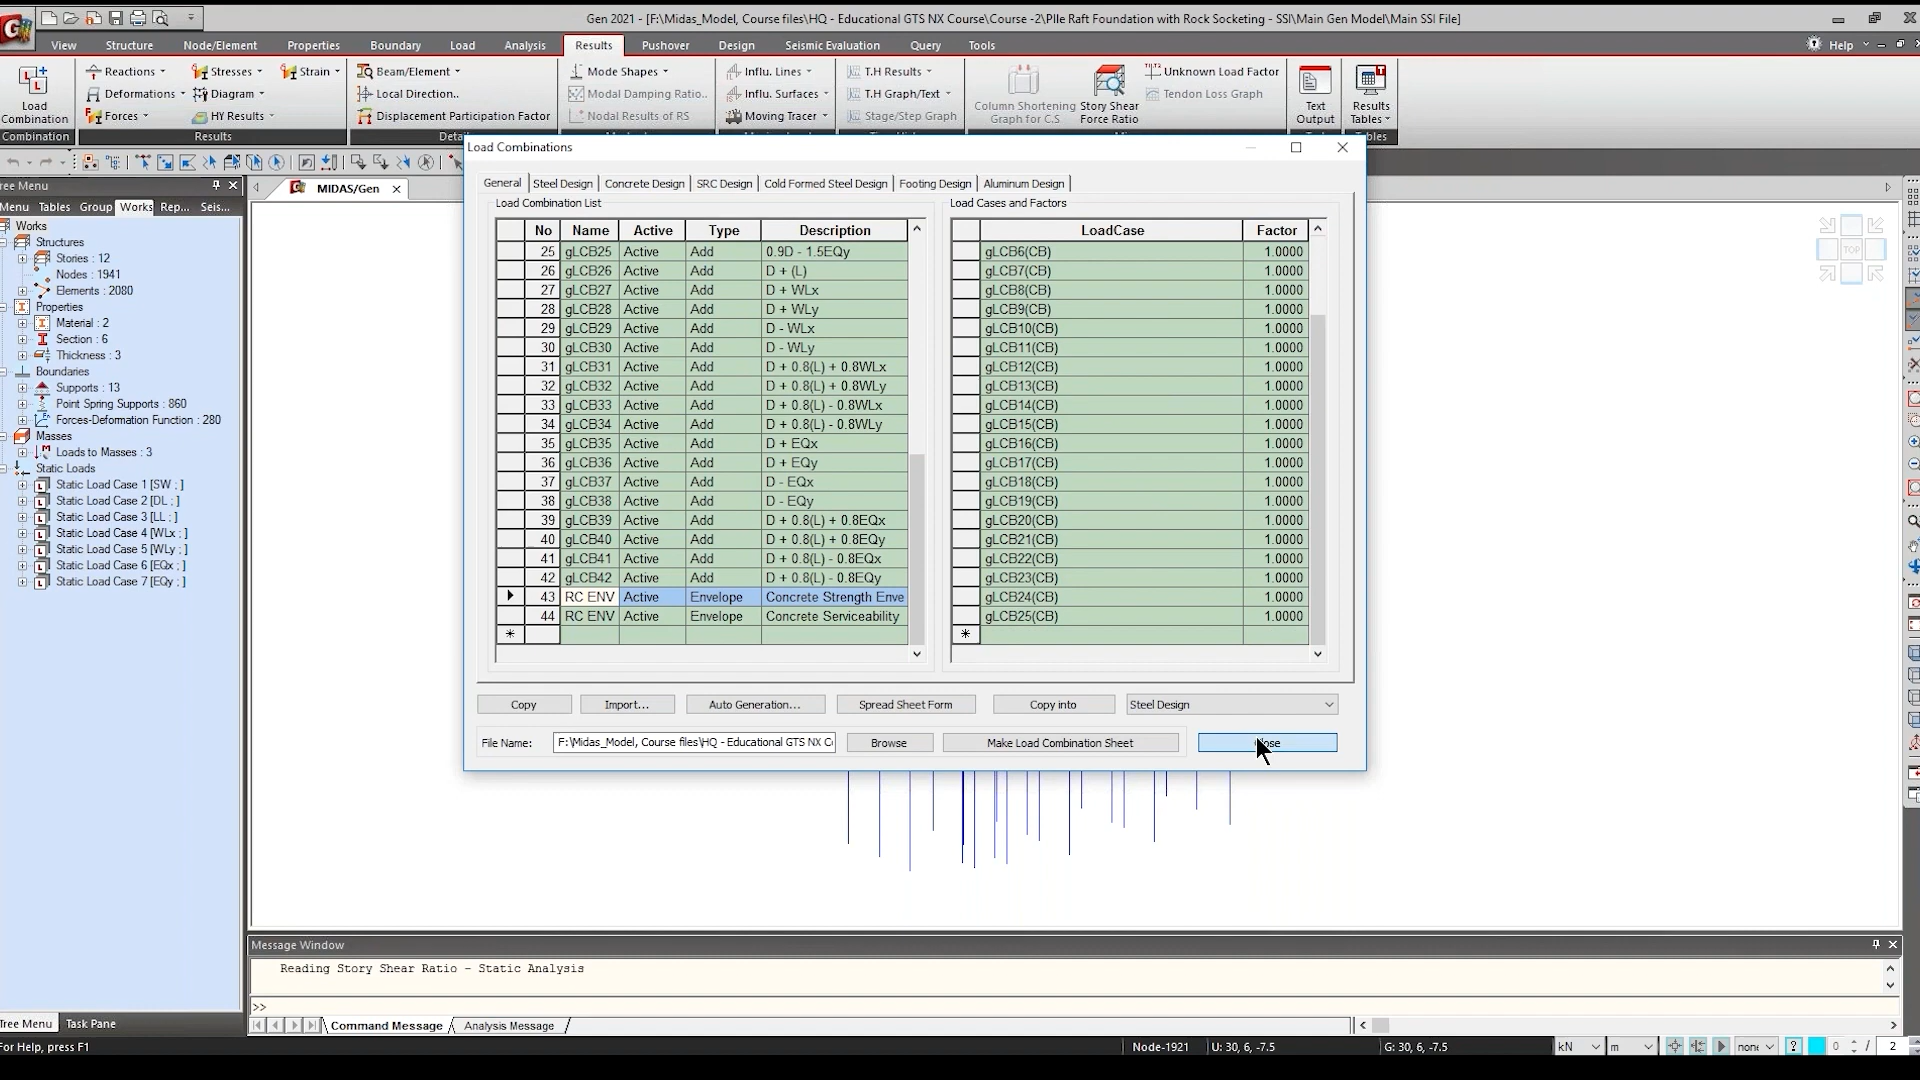 Gen 2021 - [F:\Midas_Model, Course files\HQ - Educational GTS NX Course\Course -2\PIle Raft Foundation with Rock Socketing - SSI\Main Gen Model\Main SSI File]
View Structure Node/Element Properties Boundary Load Analysis Results Pushover Design Seismic Evaluation Query Tools Help
Reactions Stresses Strain Beam/Element Mode Shapes Influ. Lines T.H Results Unknown Load Factor
Deformations Diagram Local Direction.. Modal Damping Ratio.. Influ. Surfaces T.H Graph/Text Tendon Loss Graph
Load Combination
Forces HY Results Displacement Participation Factor Nodal Results of RS Moving Tracer Stage/Step Graph
Column Shortening Graph for C.S. Story Shear Force Ratio Text Output Results Tables
Combination Results
Load Combinations
ree Menu
MIDAS/Gen
Menu Tables Group Works Rep... Seis...
Works
Structures
Stories : 12
Nodes : 1941
Elements : 2080
Properties
Material : 2
Section : 6
Thickness : 3
Boundaries
Supports : 13
Point Spring Supports : 860
Forces-Deformation Function : 280
Masses
Loads to Masses : 3
Static Loads
Static Load Case 1 [SW ; ]
Static Load Case 2 [DL ; ]
Static Load Case 3 [LL ; ]
Static Load Case 4 [WLx ; ]
Static Load Case 5 [WLy ; ]
Static Load Case 6 [EQx ; ]
Static Load Case 7 [EQy ; ]
General Steel Design Concrete Design SRC Design Cold Formed Steel Design Footing Design Aluminum Design
Load Combination List
No Name Active Type Description
25 gLCB25 Active Add 0.9D - 1.5EQy
26 gLCB26 Active Add D + (L)
27 gLCB27 Active Add D + WLx
28 gLCB28 Active Add D + WLy
29 gLCB29 Active Add D - WLx
30 gLCB30 Active Add D - WLy
31 gLCB31 Active Add D + 0.8(L) + 0.8WLx
32 gLCB32 Active Add D + 0.8(L) + 0.8WLy
33 gLCB33 Active Add D + 0.8(L) - 0.8WLx
34 gLCB34 Active Add D + 0.8(L) - 0.8WLy
35 gLCB35 Active Add D + EQx
36 gLCB36 Active Add D + EQy
37 gLCB37 Active Add D - EQx
38 gLCB38 Active Add D - EQy
39 gLCB39 Active Add D + 0.8(L) + 0.8EQx
40 gLCB40 Active Add D + 0.8(L) + 0.8EQy
41 gLCB41 Active Add D + 0.8(L) - 0.8EQx
42 gLCB42 Active Add D + 0.8(L) - 0.8EQy
43 RC ENV Active Envelope Concrete Strength Enve
44 RC ENV Active Envelope Concrete Serviceability
*
Load Cases and Factors
LoadCase Factor
gLCB6(CB) 1.0000
gLCB7(CB) 1.0000
gLCB8(CB) 1.0000
gLCB9(CB) 1.0000
gLCB10(CB) 1.0000
gLCB11(CB) 1.0000
gLCB12(CB) 1.0000
gLCB13(CB) 1.0000
gLCB14(CB) 1.0000
gLCB15(CB) 1.0000
gLCB16(CB) 1.0000
gLCB17(CB) 1.0000
gLCB18(CB) 1.0000
gLCB19(CB) 1.0000
gLCB20(CB) 1.0000
gLCB21(CB) 1.0000
gLCB22(CB) 1.0000
gLCB23(CB) 1.0000
gLCB24(CB) 1.0000
gLCB25(CB) 1.0000
*
Copy Import... Auto Generation... Spread Sheet Form Copy into Steel Design
File Name: F:\Midas_Model, Course files\HQ - Educational GTS NX C Browse Make Load Combination Sheet
TOP
Message Window
Reading Story Shear Ratio - Static Analysis
>>
Command Message Analysis Message
Tree Menu Task Pane
For Help, press F1
Node-1921 U: 30, 6, -7.5 G: 30, 6, -7.5 kN m none ? 0 / 2